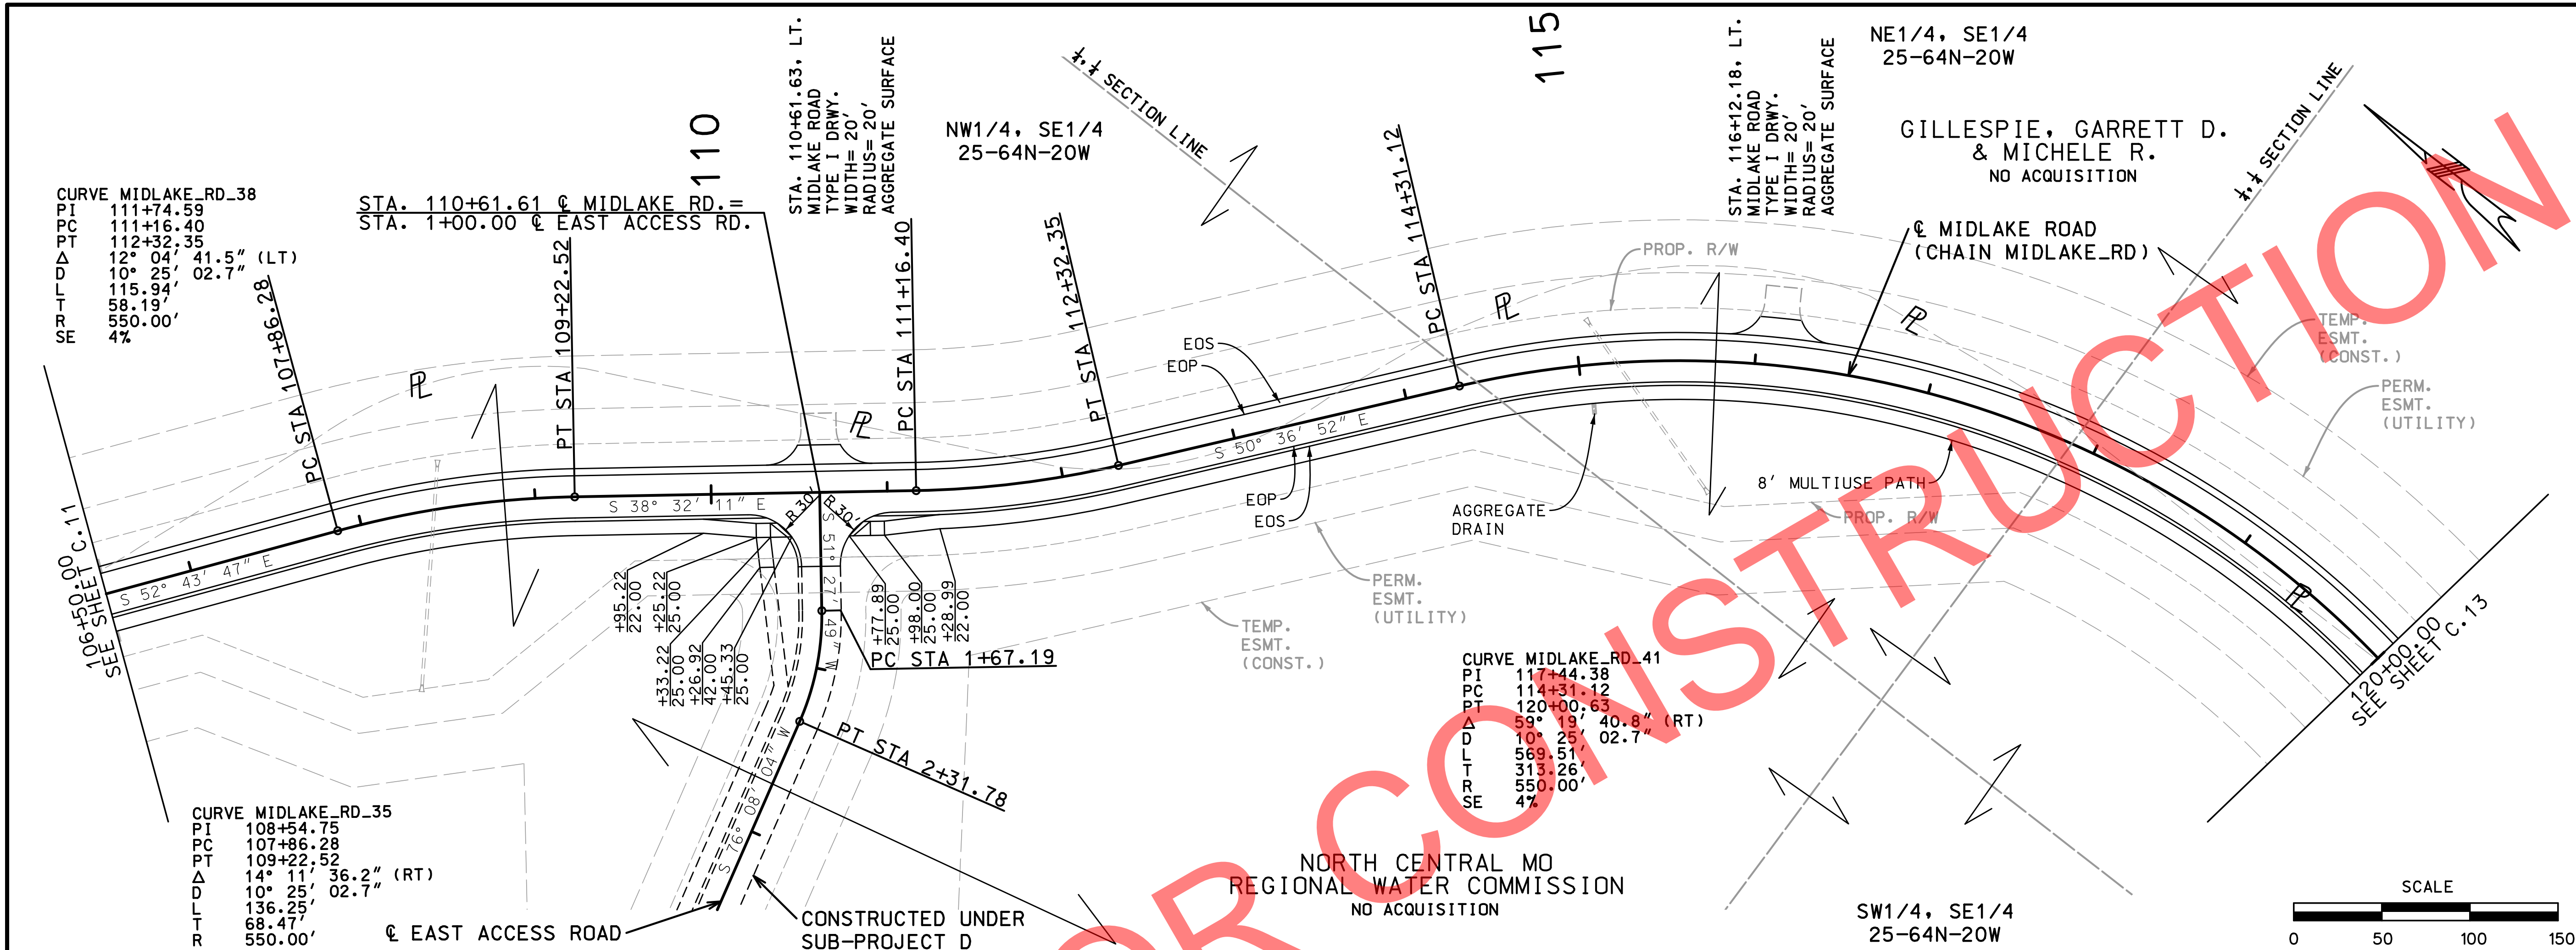 110
115
STA. 110+61.63, LT.
MIDLAKE ROAD
TYPE I DRWY.
WIDTH= 20'
RADIUS= 20'
AGGREGATE SURFACE
NW1/4, SE1/4
25-64N-20W
¼,¼ SECTION LINE
STA. 116+12.18, LT.
MIDLAKE ROAD
TYPE I DRWY.
WIDTH= 20'
RADIUS= 20'
AGGREGATE SURFACE
NE1/4, SE1/4
25-64N-20W
GILLESPIE, GARRETT D.
& MICHELE R.
NO ACQUISITION
¼,¼ SECTION LINE
CURVE MIDLAKE_RD_38
PI 111+74.59
PC 111+16.40
PT 112+32.35
Δ 12° 04' 41.5" (LT)
D 10° 25' 02.7"
L 115.94'
T 58.19'
R 550.00'
SE 4%
STA. 110+61.61 ℄ MIDLAKE RD.=
STA. 1+00.00 ℄ EAST ACCESS RD.
PC STA 107+86.28
PT STA 109+22.52
PC STA 111+16.40
PT STA 112+32.35
PC STA 114+31.12
℄ MIDLAKE ROAD
(CHAIN MIDLAKE_RD)
PROP. R/W
PL
PL
PL
PL
PL
TEMP.
ESMT.
(CONST.)
PERM.
ESMT.
(UTILITY)
EOS
EOP
S 52° 43' 47" E
S 38° 32' 11" E
S 50° 36' 52" E
R 30'
R 30'
S 51° 27' 49" W
EOP
EOS
AGGREGATE
DRAIN
8' MULTIUSE PATH
PROP. R/W
106+50.00
SEE SHEET C.11
+95.22
22.00
+25.22
25.00
+33.22
25.00
+26.92
42.00
+45.33
25.00
+77.89
25.00
+98.00
25.00
+28.99
22.00
PC STA 1+67.19
PERM.
ESMT.
(UTILITY)
TEMP.
ESMT.
(CONST.)
CURVE MIDLAKE_RD_41
PI 117+44.38
PC 114+31.12
PT 120+00.63
Δ 59° 19' 40.8" (RT)
D 10° 25' 02.7"
L 569.51'
T 313.26'
R 550.00'
SE 4%
120+00.00
SEE SHEET C.13
PT STA 2+31.78
S 76° 08' 04" W
CURVE MIDLAKE_RD_35
PI 108+54.75
PC 107+86.28
PT 109+22.52
Δ 14° 11' 36.2" (RT)
D 10° 25' 02.7"
L 136.25'
T 68.47'
R 550.00'
℄ EAST ACCESS ROAD
CONSTRUCTED UNDER
SUB-PROJECT D
NORTH CENTRAL MO
REGIONAL WATER COMMISSION
NO ACQUISITION
SW1/4, SE1/4
25-64N-20W
SCALE
0 50 100 150
OR CONSTRUCTION